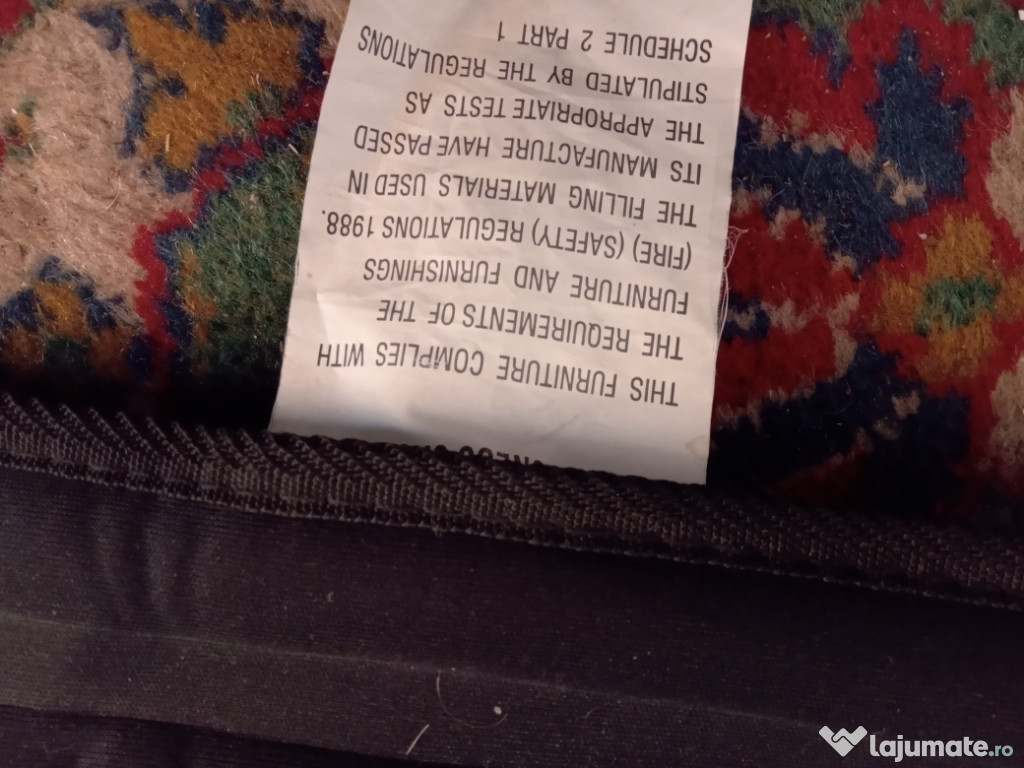 THIS FURNITURE COMPLIES WITH
THE REQUIREMENTS OF THE
FURNITURE AND FURNISHINGS
(FIRE) (SAFETY) REGULATIONS 1988.
THE FILLING MATERIALS USED IN
ITS MANUFACTURE HAVE PASSED
THE APPROPRIATE TESTS AS
STIPULATED BY THE REGULATIONS
SCHEDULE 2 PART 1
lajumate.ro